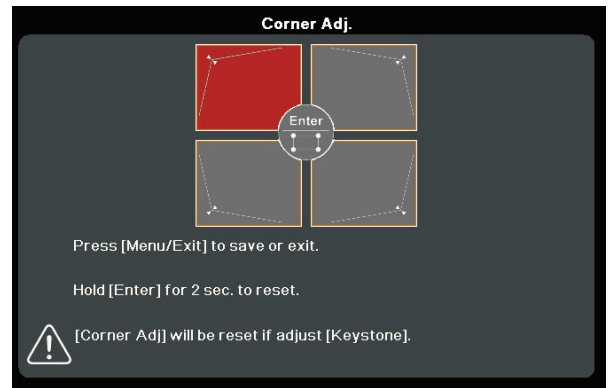 Corner Adj.
Enter
Press [Menu/Exit] to save or exit.
Hold [Enter] for 2 sec. to reset.
[Corner Adj] will be reset if adjust [Keystone].